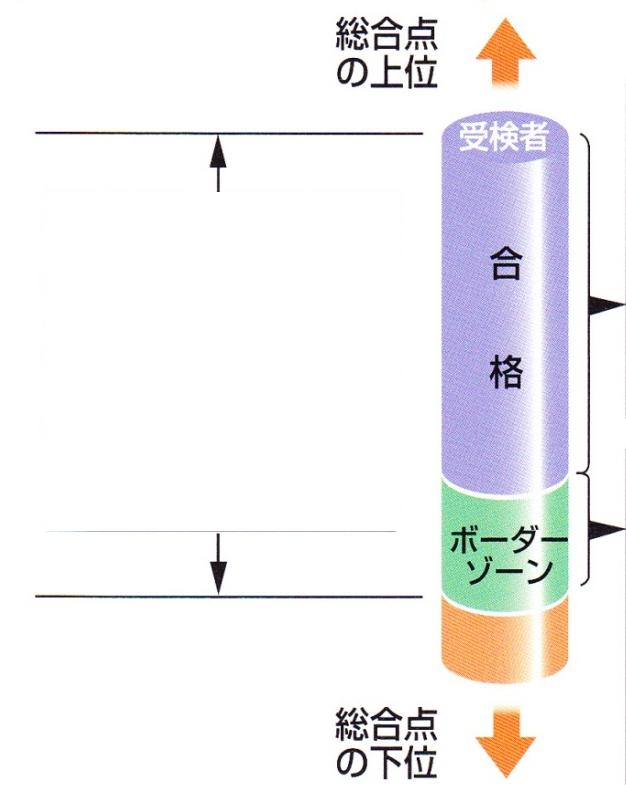 総合点
の上位
受検者
合
格
ボーダー
ゾーン
総合点
の下位